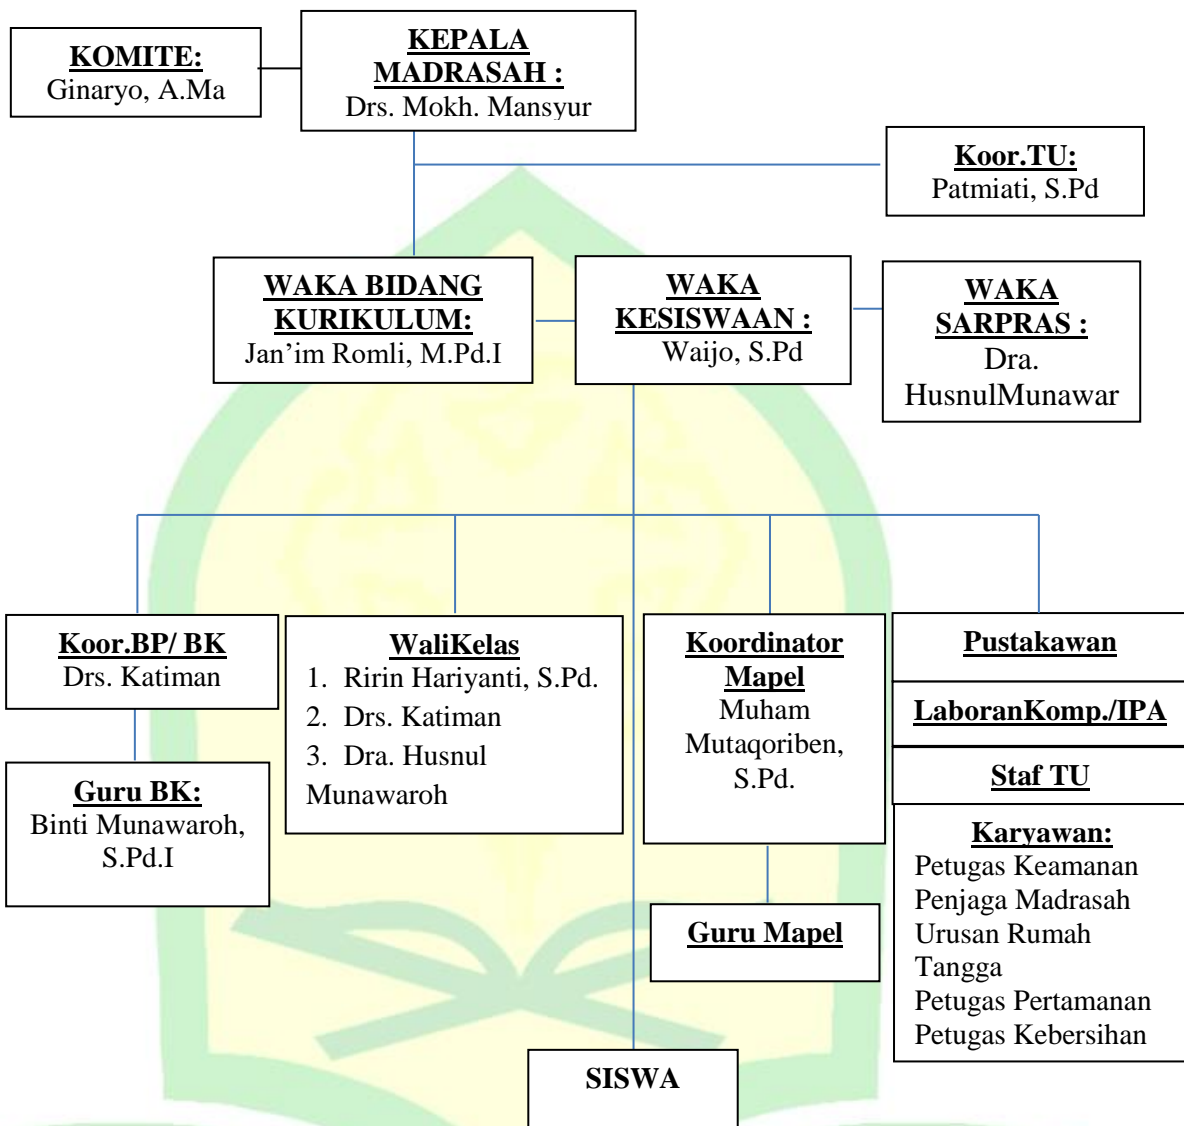 KOMITE:
Ginaryo, A.Ma
KEPALA
MADRASAH :
Drs. Mokh. Mansyur
Koor.TU:
Patmiati, S.Pd
WAKA BIDANG
KURIKULUM:
Jan’im Romli, M.Pd.I
WAKA
KESISWAAN :
Waijo, S.Pd
WAKA
SARPRAS :
Dra.
HusnulMunawar
Koor.BP/ BK
Drs. Katiman
WaliKelas
1. Ririn Hariyanti, S.Pd.
2. Drs. Katiman
3. Dra. Husnul
Munawaroh
Koordinator
Mapel
Muham
Mutaqoriben,
S.Pd.
Pustakawan
LaboranKomp./IPA
Staf TU
Karyawan:
Petugas Keamanan
Penjaga Madrasah
Urusan Rumah
Tangga
Petugas Pertamanan
Petugas Kebersihan
Guru BK:
Binti Munawaroh,
S.Pd.I
Guru Mapel
SISWA